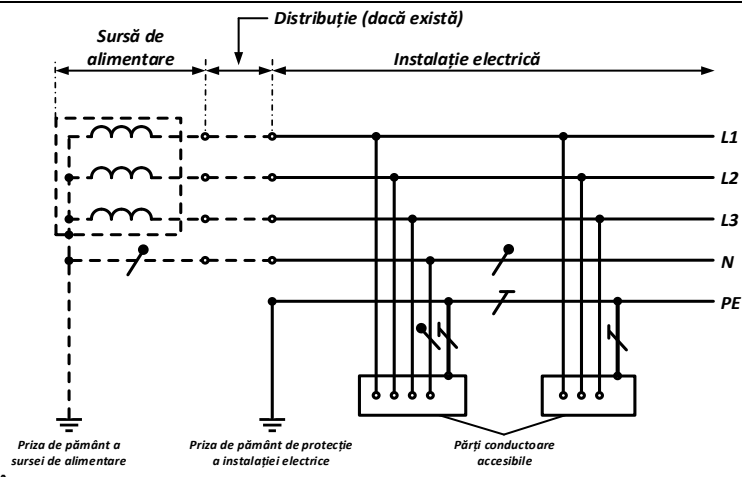 Distribuție (dacă există)
Sursă de
alimentare
Instalație electrică
L1
L2
L3
N
PE
Priza de pământ a
sursei de alimentare
Priza de pământ de protecție
a instalației electrice
Părți conductoare
accesibile